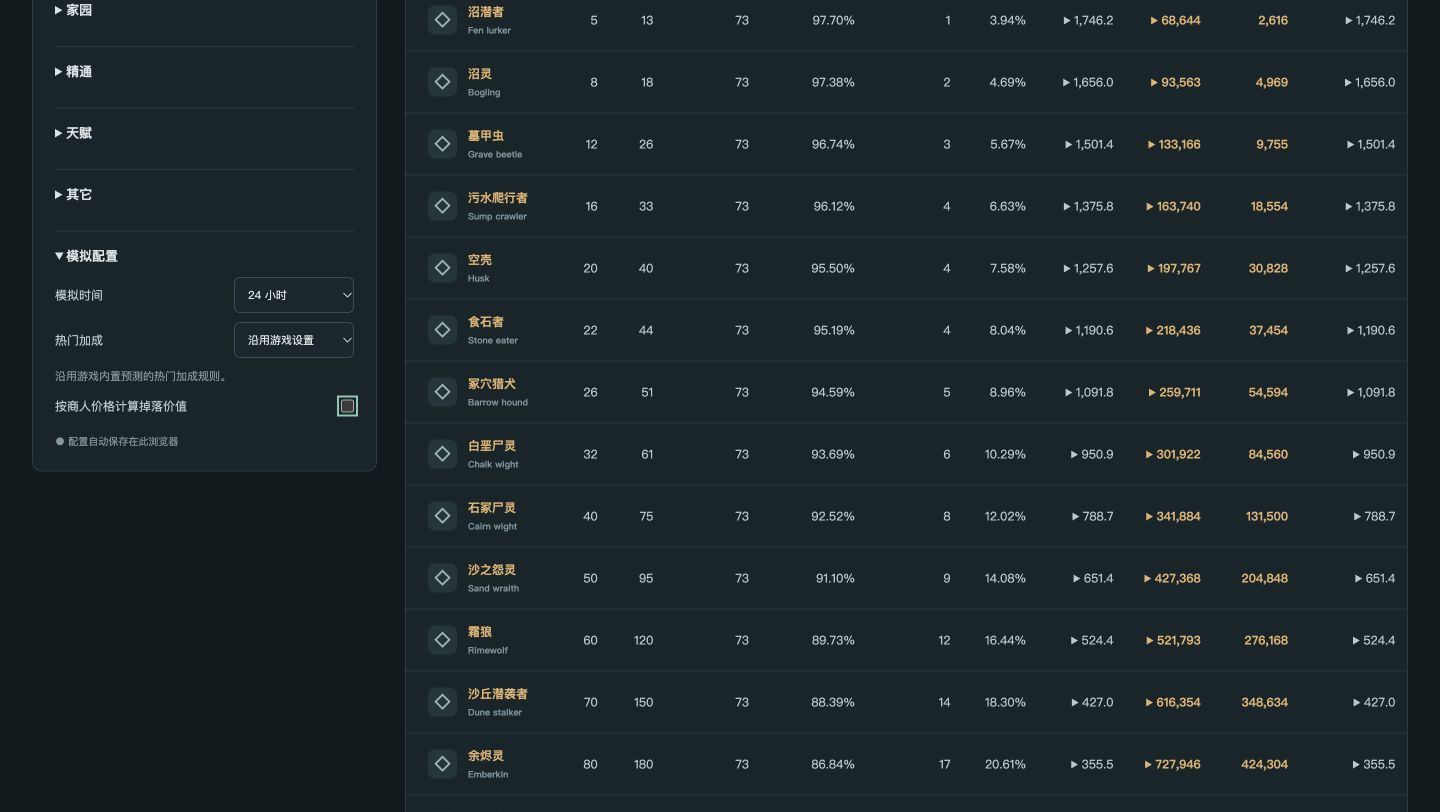 ▶ 家园
▶ 精通
▶ 天赋
▶ 其它
▼ 模拟配置
模拟时间 24 小时
热门加成 沿用游戏设置
沿用游戏内置预测的热门加成规则。
按商人价格计算掉落价值
● 配置自动保存在此浏览器
沼潜者
Fen lurker
5 13 73 97.70% 1 3.94% ▶ 1,746.2 ▶ 68,644 2,616 ▶ 1,746.2
沼灵
Bogling
8 18 73 97.38% 2 4.69% ▶ 1,656.0 ▶ 93,563 4,969 ▶ 1,656.0
墓甲虫
Grave beetle
12 26 73 96.74% 3 5.67% ▶ 1,501.4 ▶ 133,166 9,755 ▶ 1,501.4
污水爬行者
Sump crawler
16 33 73 96.12% 4 6.63% ▶ 1,375.8 ▶ 163,740 18,554 ▶ 1,375.8
空壳
Husk
20 40 73 95.50% 4 7.58% ▶ 1,257.6 ▶ 197,767 30,828 ▶ 1,257.6
食石者
Stone eater
22 44 73 95.19% 4 8.04% ▶ 1,190.6 ▶ 218,436 37,454 ▶ 1,190.6
冢穴猎犬
Barrow hound
26 51 73 94.59% 5 8.96% ▶ 1,091.8 ▶ 259,711 54,594 ▶ 1,091.8
白垩尸灵
Chalk wight
32 61 73 93.69% 6 10.29% ▶ 950.9 ▶ 301,922 84,560 ▶ 950.9
石冢尸灵
Cairn wight
40 75 73 92.52% 8 12.02% ▶ 788.7 ▶ 341,884 131,500 ▶ 788.7
沙之怨灵
Sand wraith
50 95 73 91.10% 9 14.08% ▶ 651.4 ▶ 427,368 204,848 ▶ 651.4
霜狼
Rimewolf
60 120 73 89.73% 12 16.44% ▶ 524.4 ▶ 521,793 276,168 ▶ 524.4
沙丘潜袭者
Dune stalker
70 150 73 88.39% 14 18.30% ▶ 427.0 ▶ 616,354 348,634 ▶ 427.0
余烬灵
Emberkin
80 180 73 86.84% 17 20.61% ▶ 355.5 ▶ 727,946 424,304 ▶ 355.5